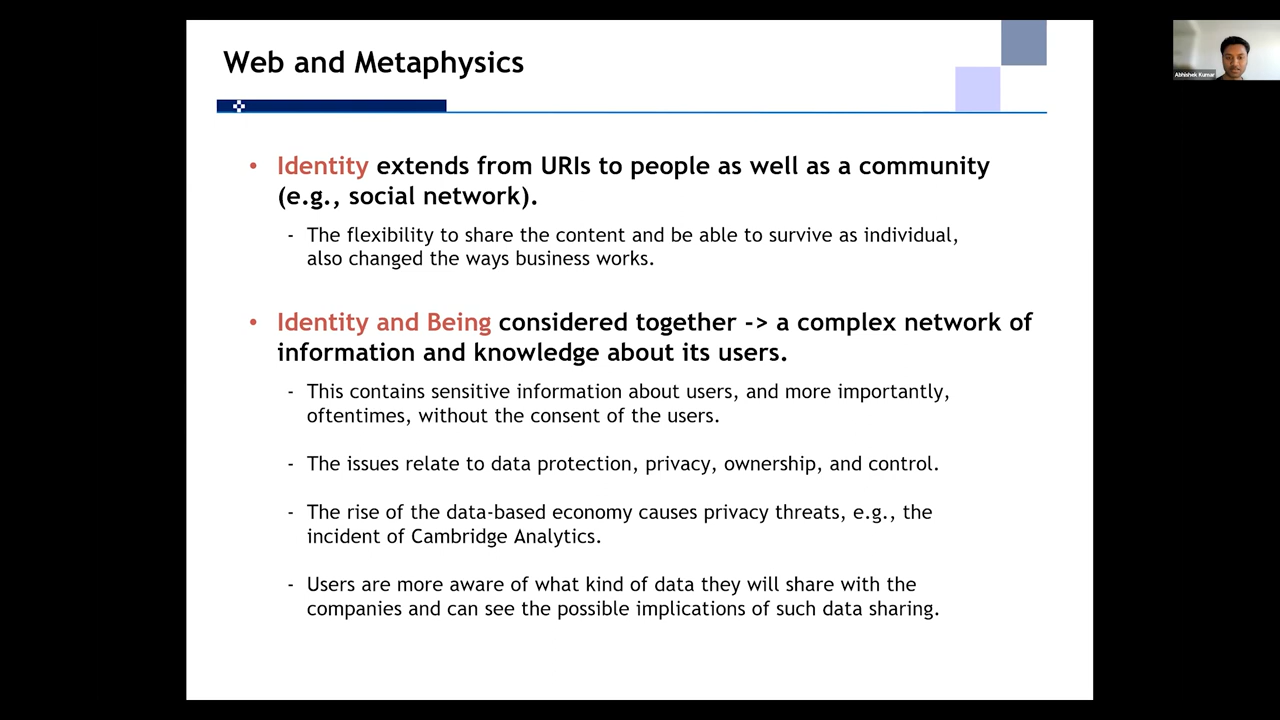 Web and Metaphysics
Abhishek Kumar
• Identity extends from URIs to people as well as a community
(e.g., social network).
- The flexibility to share the content and be able to survive as individual,
also changed the ways business works.
• Identity and Being considered together -> a complex network of
information and knowledge about its users.
- This contains sensitive information about users, and more importantly,
oftentimes, without the consent of the users.
- The issues relate to data protection, privacy, ownership, and control.
- The rise of the data-based economy causes privacy threats, e.g., the
incident of Cambridge Analytics.
- Users are more aware of what kind of data they will share with the
companies and can see the possible implications of such data sharing.